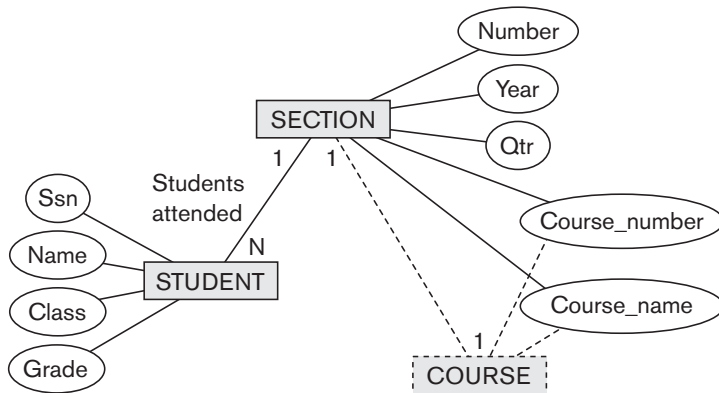 Number
Year
SECTION
Qtr
1
1
Students
attended
Ssn
Course_number
Name
N
STUDENT
Class
Course_name
Grade
1
COURSE